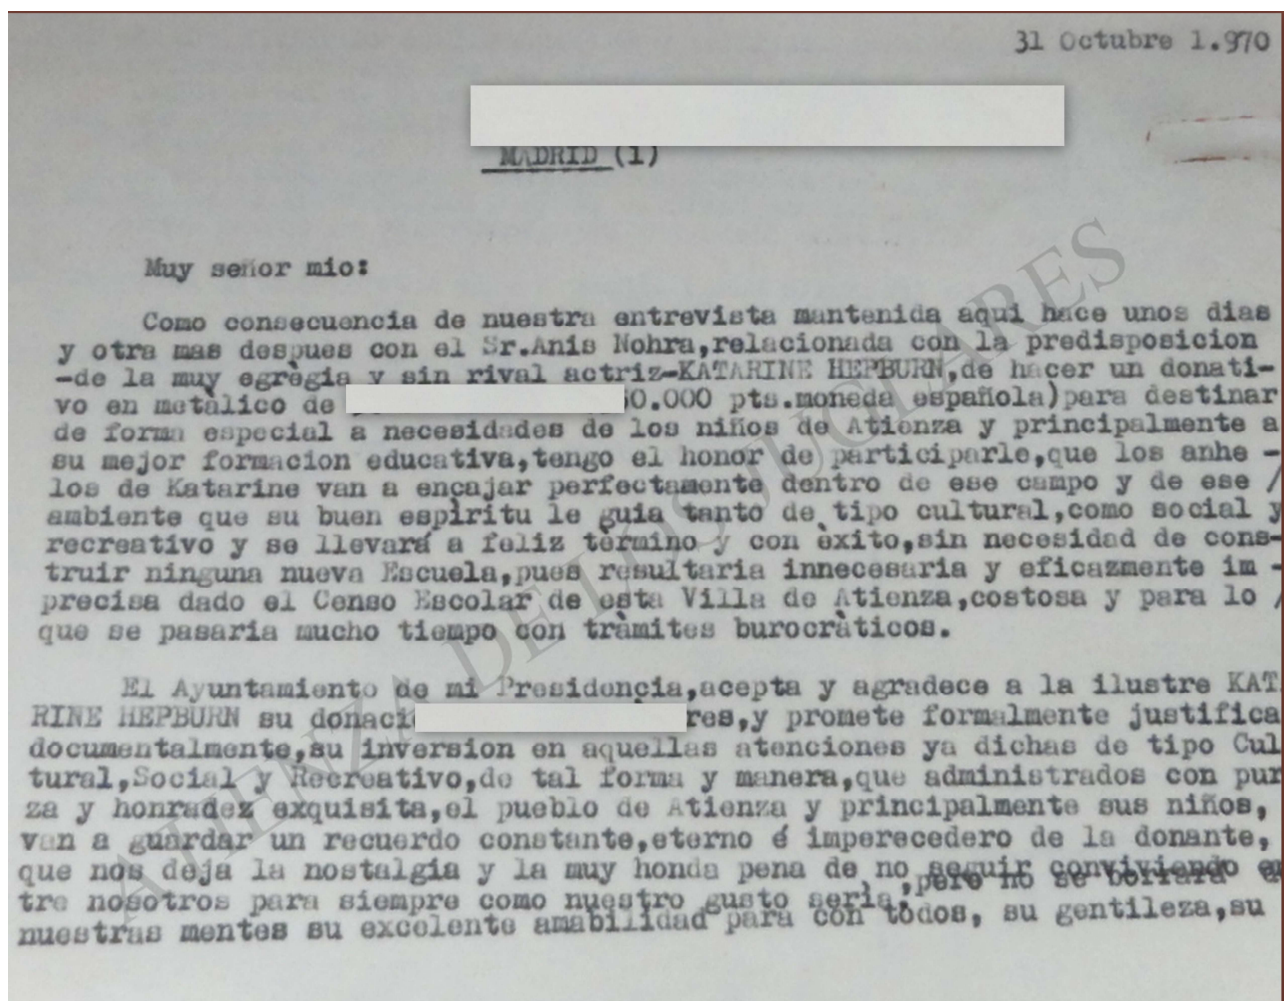 31 Octubre 1.970
MADRID (1)
Muy señor mio:
Como consecuencia de nuestra entrevista mantenida aqui hace unos dias
y otra mas despues con el Sr.Anis Nohra,relacionada con la predisposicion
-de la muy egrègia y sin rival actriz-KATARINE HEPBURN,de hacer un donati-
vo en metàlico de 50.000 pts.moneda española)para destinar
de forma especial a necesidades de los niños de Atienza y principalmente a
su mejor formacion educativa,tengo el honor de participarle,que los anhe -
los de Katarine van a encajar perfectamente dentro de ese campo y de ese /
ambiente que su buen espìritu le guia tanto de tipo cultural,como social y
recreativo y se llevará a feliz tèrmino y con èxito,sin necesidad de cons-
truir ninguna nueva Escuela,pues resultaria innecesaria y eficazmente im -
precisa dado el Censo Escolar de esta Villa de Atienza,costosa y para lo /
que se pasaria mucho tiempo con tràmites burocràticos.
El Ayuntamiento de mi Presidencia,acepta y agradece a la ilustre KAT
RINE HEPBURN su donaci res,y promete formalmente justifica
documentalmente,su inversion en aquellas atenciones ya dichas de tipo Cul
tural,Social y Recreativo,de tal forma y manera,que administrados con pur
za y honradez exquisita,el pueblo de Atienza y principalmente sus niños,
van a guardar un recuerdo constante,eterno é imperecedero de la donante,
que nos deja la nostalgia y la muy honda pena de no seguir conviviendo en
tre nosotros para siempre como nuestro gusto seria,pero no se borrará
nuestras mentes su excelente amabilidad para con todos, su gentileza,su
ATIENZA DE LOS JUGLARES